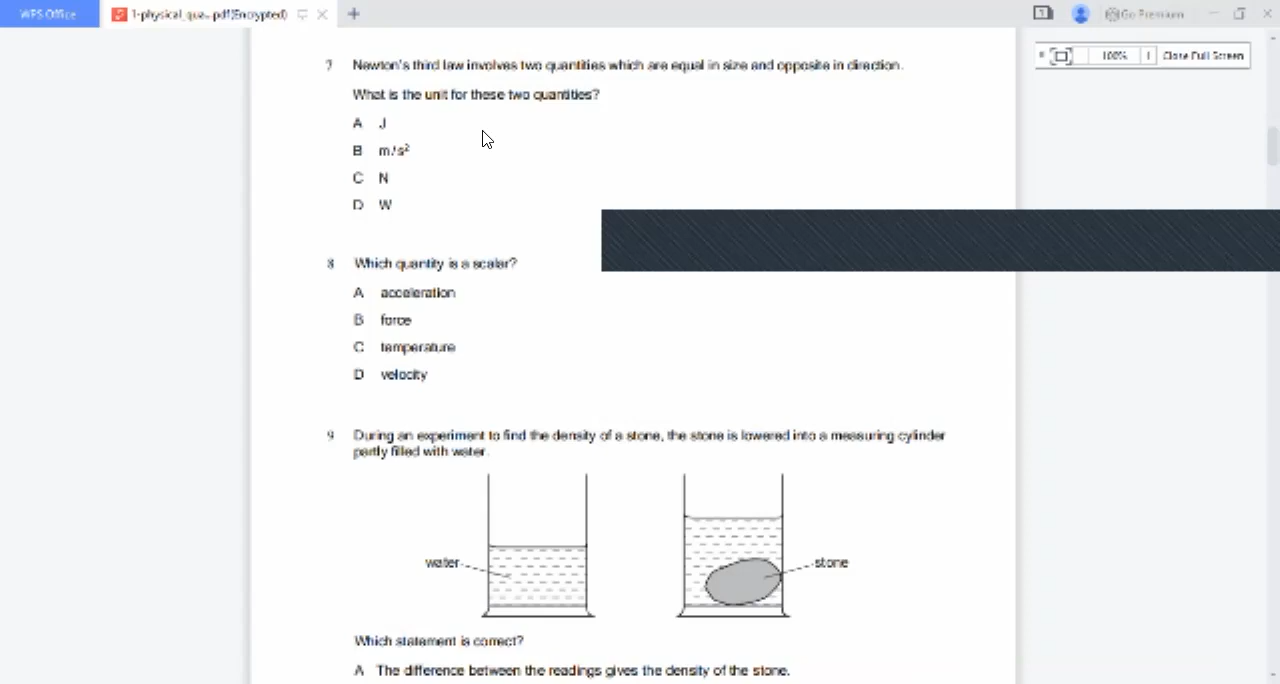 WPS Office
1-physical_qua...pdf(Encrypted)
Go Premium
100%
Close Full Screen
7 Newton's third law involves two quantities which are equal in size and opposite in direction.
What is the unit for these two quantities?
A J
B m/s²
C N
D W
8 Which quantity is a scalar?
A acceleration
B force
C temperature
D velocity
9 During an experiment to find the density of a stone, the stone is lowered into a measuring cylinder
partly filled with water.
water
stone
Which statement is correct?
A The difference between the readings gives the density of the stone.